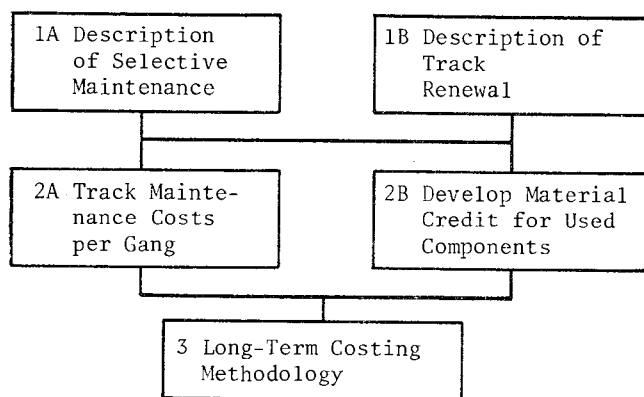 1A Description
of Selective
Maintenance
1B Description of
Track
Renewal
2A Track Mainte-
nance Costs
per Gang
2B Develop Material
Credit for Used
Components
3 Long-Term Costing
Methodology